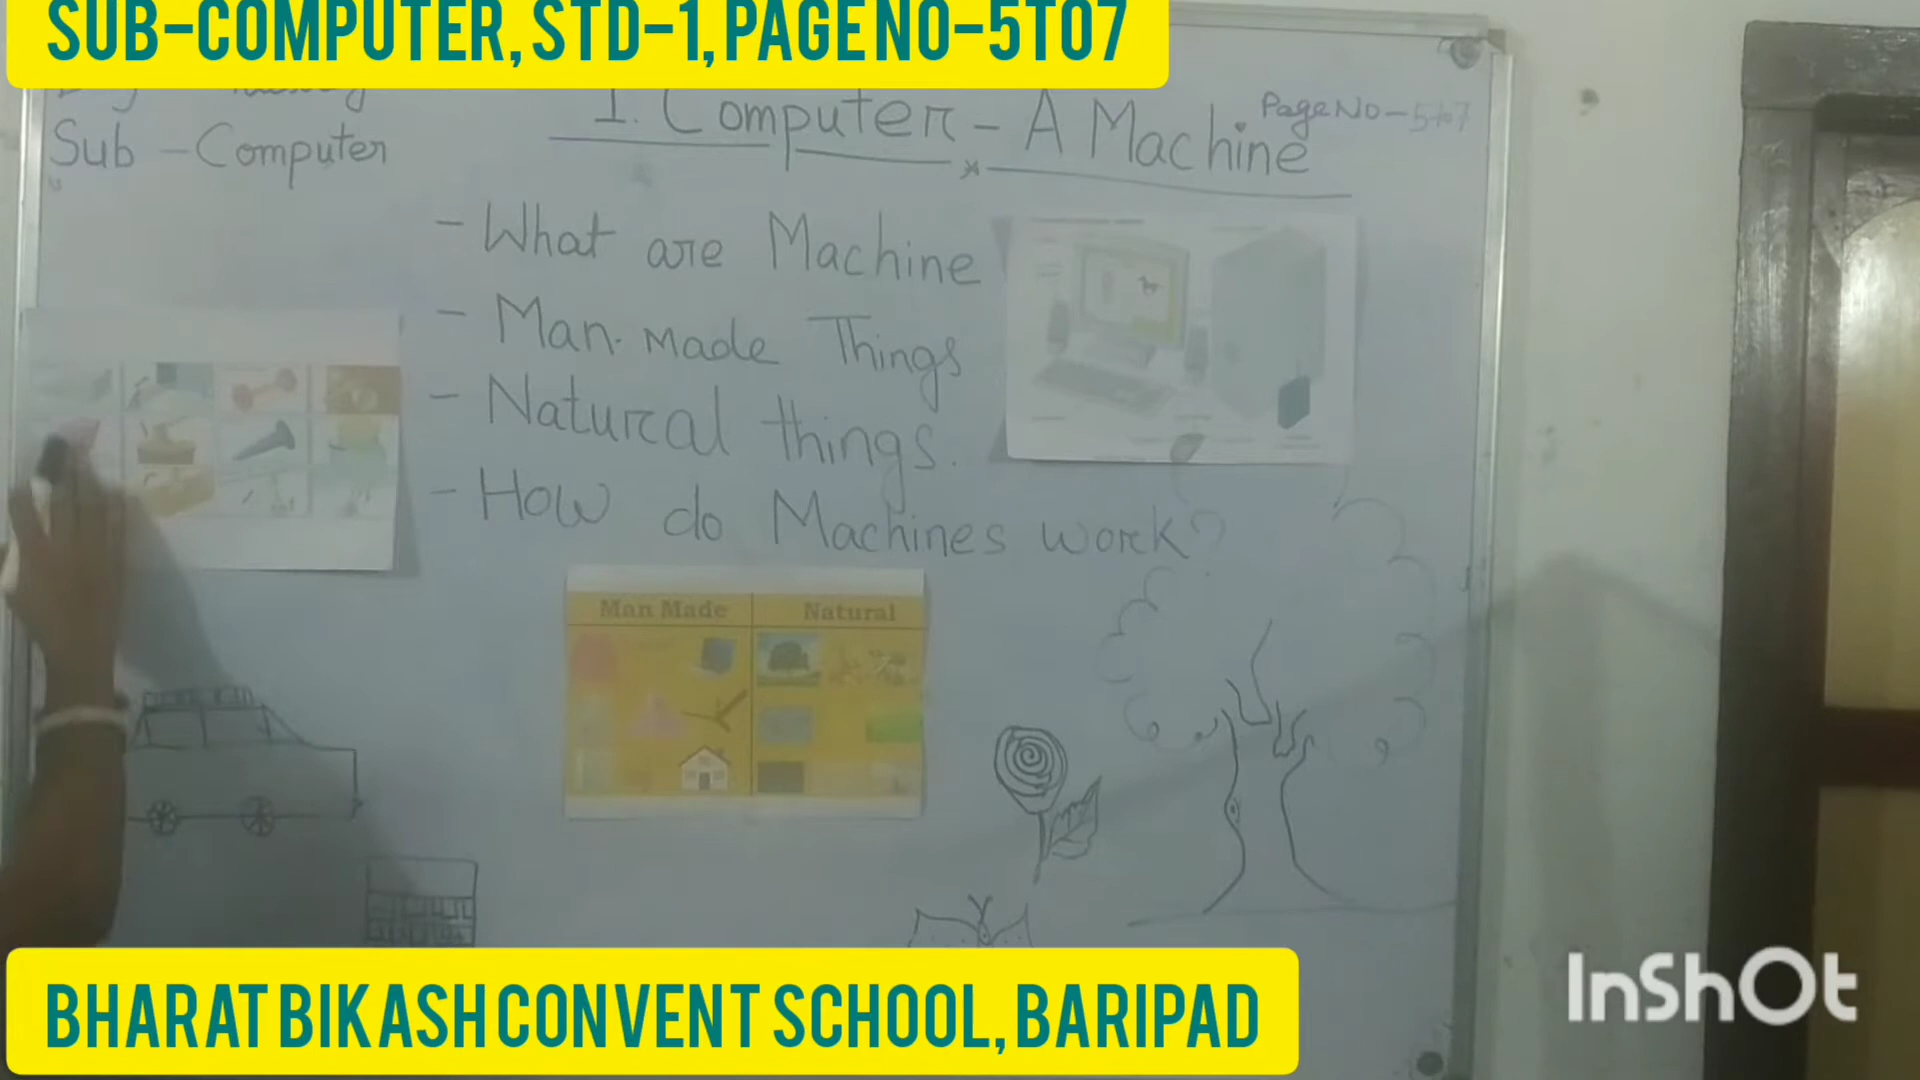 SUB-COMPUTER, STD-1, PAGE NO-5TO7
Sub - Computer
1. Computer - A Machine
Page No - 5to7
- What are Machine
- Man made Things
- Natural things.
- How do Machines work?
Man Made
Natural
BHARAT BIKASH CONVENT SCHOOL, BARIPAD
InShOt